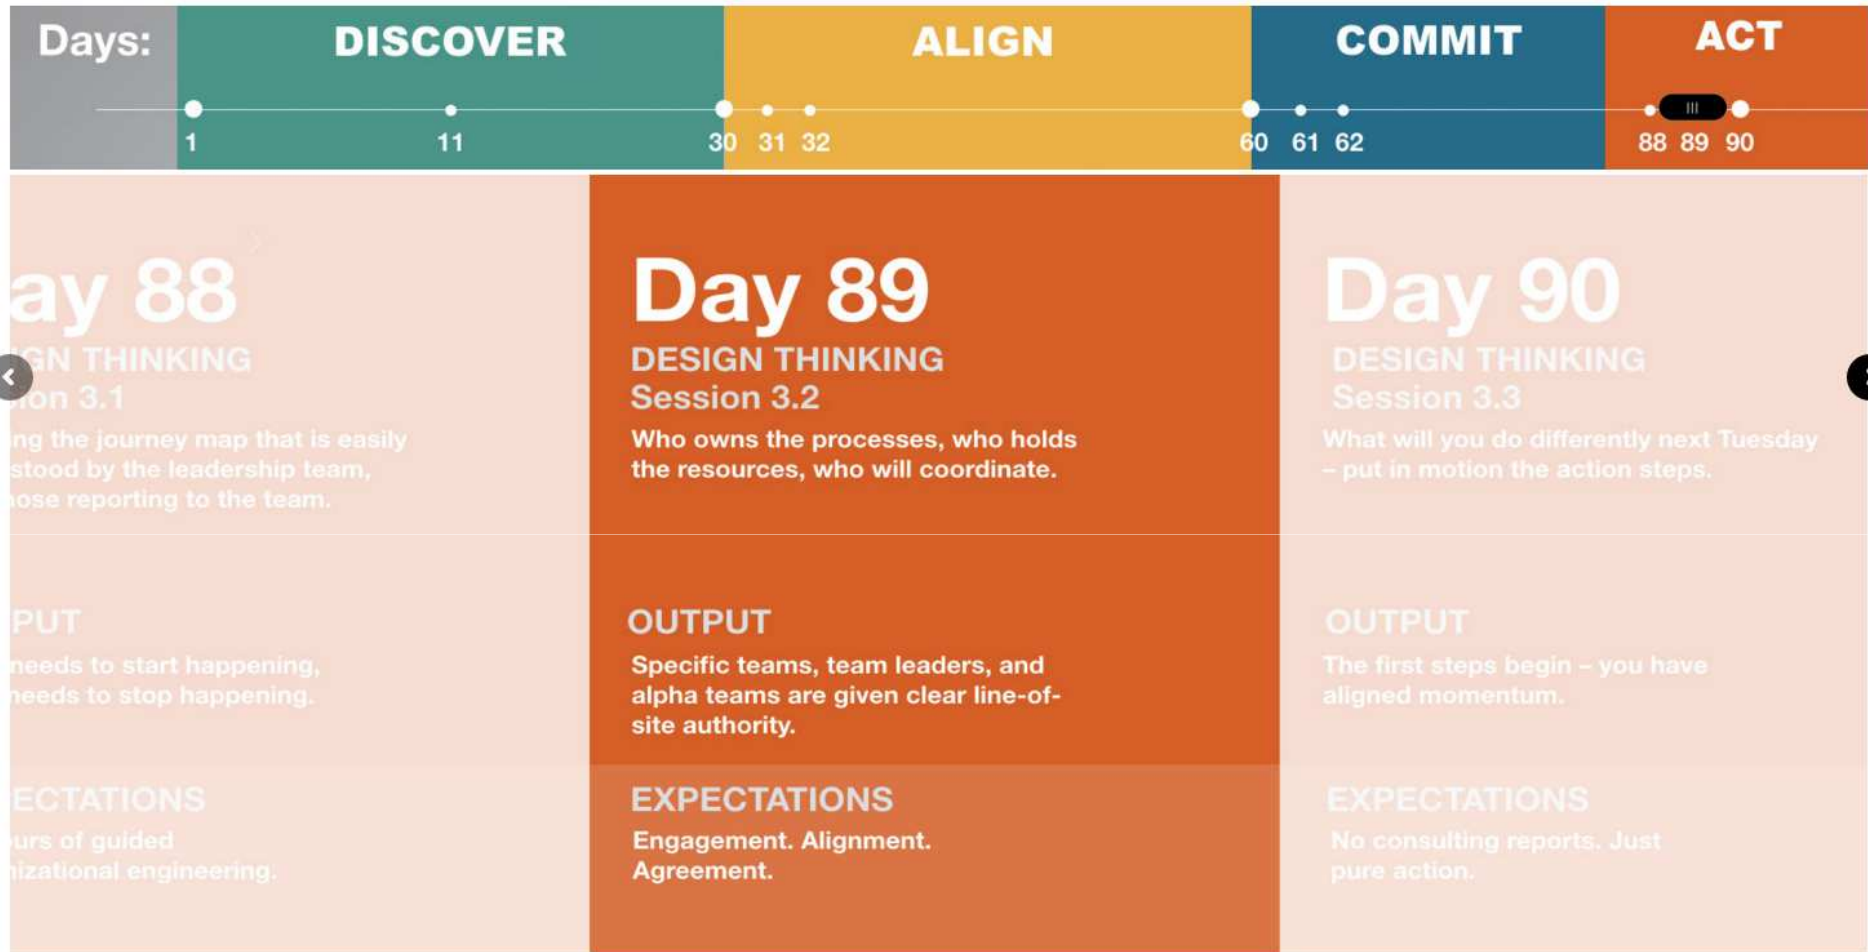 Days:
DISCOVER
ALIGN
COMMIT
ACT
1
11
30
31
32
60
61
62
88
89
90
ay 88
IGN THINKING
ion 3.1
ng the journey map that is easily
stood by the leadership team,
ose reporting to the team.
PUT
needs to start happening,
needs to stop happening.
ECTATIONS
urs of guided
nizational engineering.
Day 89
DESIGN THINKING
Session 3.2
Who owns the processes, who holds
the resources, who will coordinate.
OUTPUT
Specific teams, team leaders, and
alpha teams are given clear line-of-
site authority.
EXPECTATIONS
Engagement. Alignment.
Agreement.
Day 90
DESIGN THINKING
Session 3.3
What will you do differently next Tuesday
– put in motion the action steps.
OUTPUT
The first steps begin – you have
aligned momentum.
EXPECTATIONS
No consulting reports. Just
pure action.